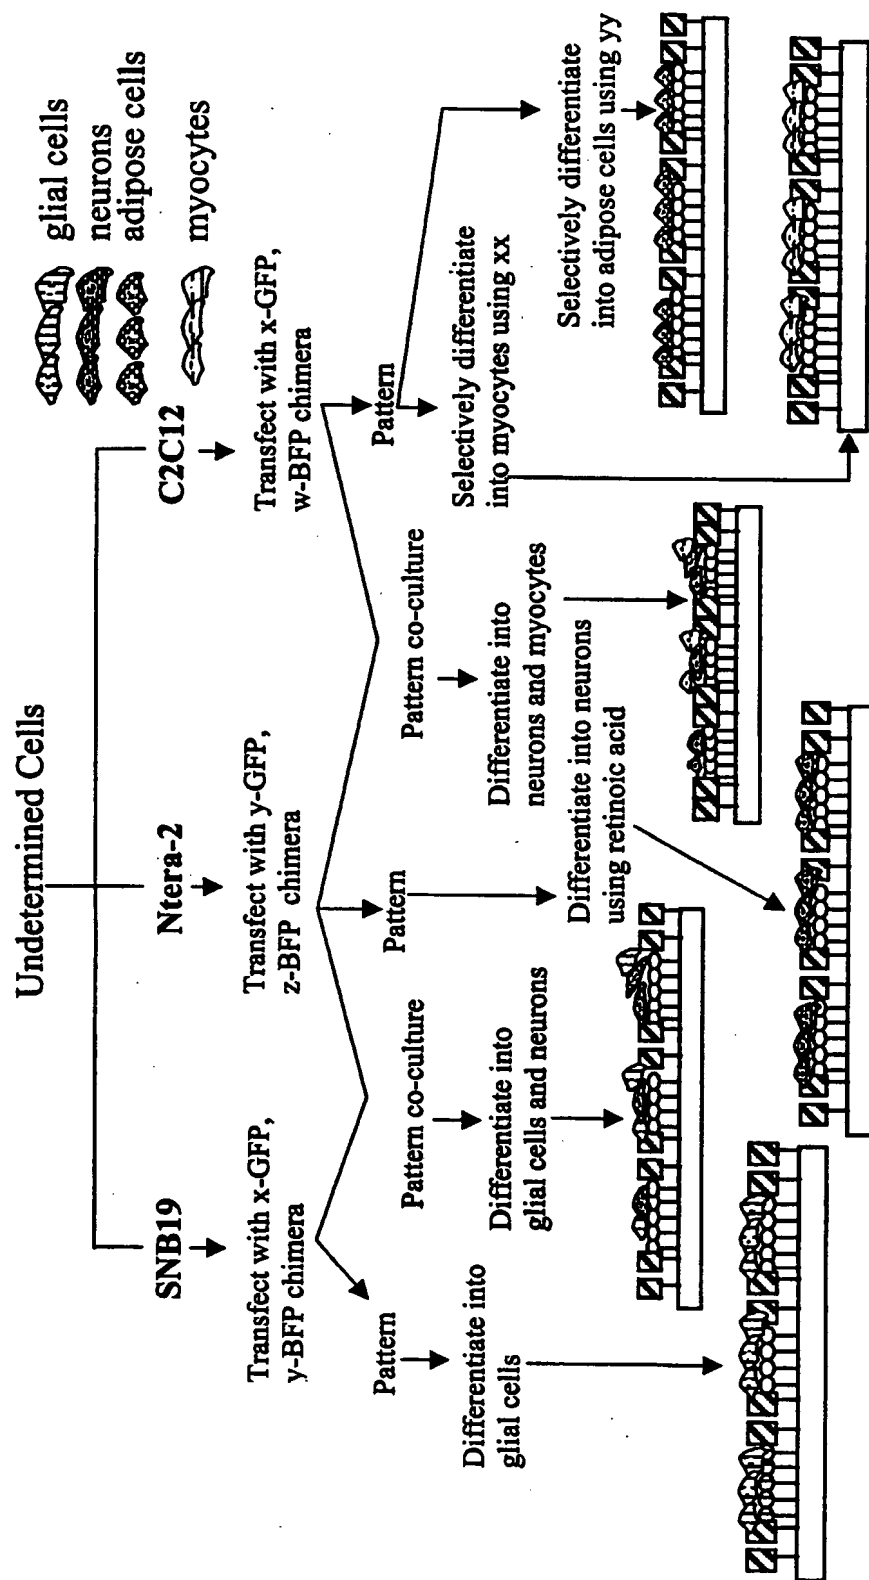 Undetermined Cells
glial cells
neurons
adipose cells
myocytes
SNB19
Ntera-2
C2C12
Transfect with x-GFP,
y-BFP chimera
Transfect with y-GFP,
z-BFP chimera
Transfect with x-GFP,
w-BFP chimera
Pattern
Pattern co-culture
Pattern
Pattern co-culture
Pattern
Differentiate into
glial cells
Differentiate into
glial cells and neurons
Differentiate into neurons
using retinoic acid
Differentiate into
neurons and myocytes
Selectively differentiate
into myocytes using xx
Selectively differentiate
into adipose cells using yy